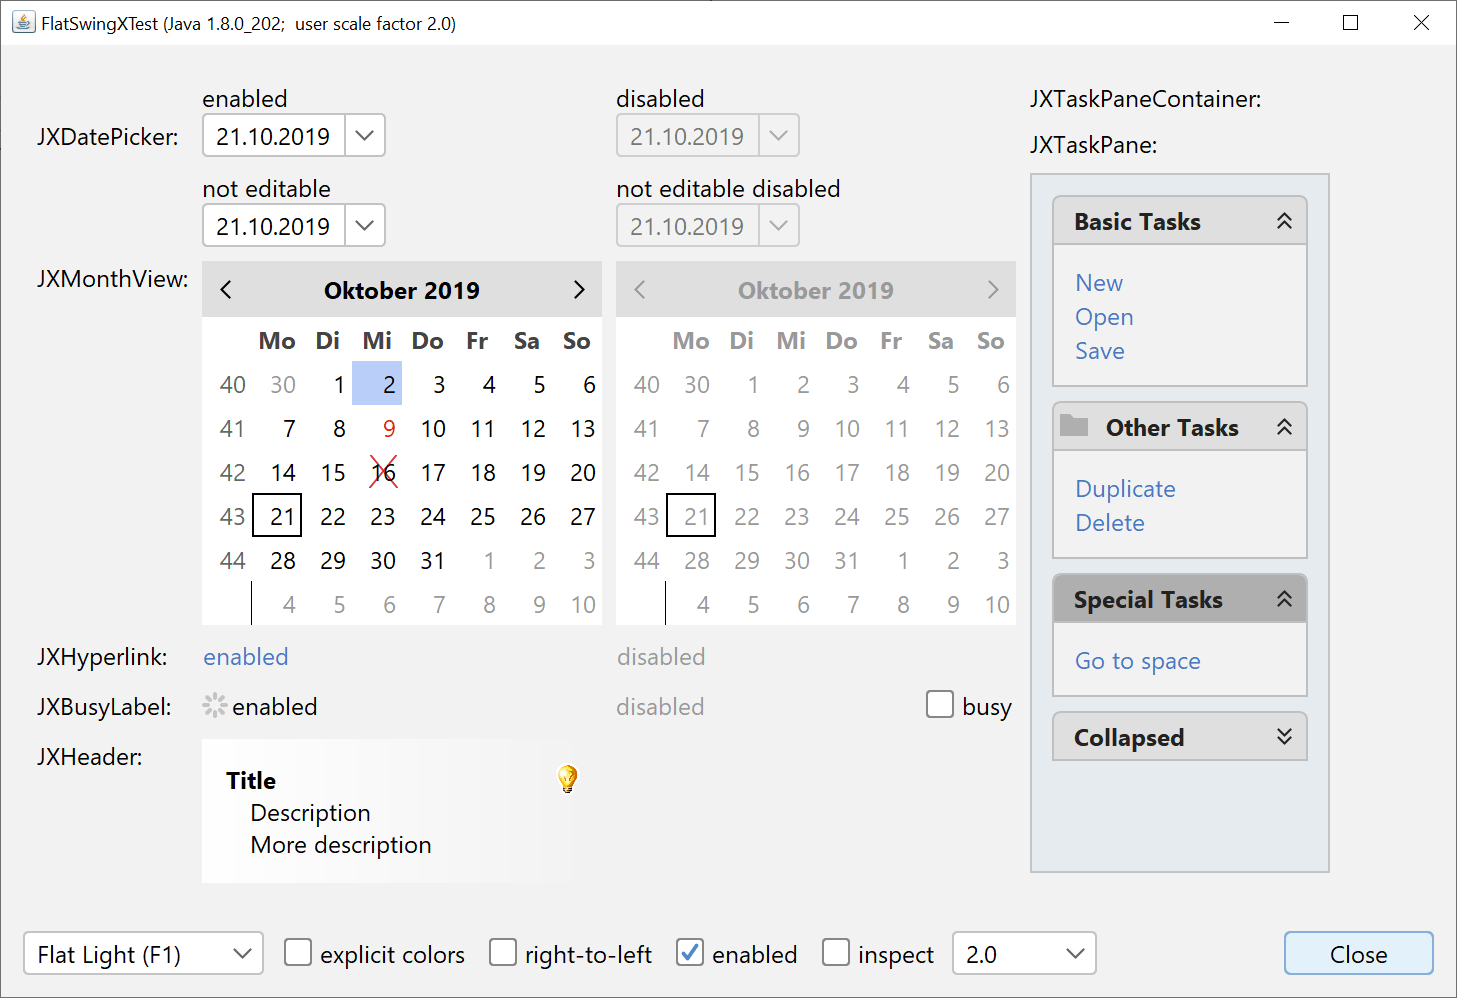 FlatSwingXTest (Java 1.8.0_202;  user scale factor 2.0)
enabled
disabled
JXTaskPaneContainer:
JXDatePicker:
21.10.2019
21.10.2019
JXTaskPane:
not editable
not editable disabled
21.10.2019
21.10.2019
JXMonthView:
Oktober 2019
Mo Di Mi Do Fr Sa So
40 30 1 2 3 4 5 6
41 7 8 9 10 11 12 13
42 14 15 16 17 18 19 20
43 21 22 23 24 25 26 27
44 28 29 30 31 1 2 3
4 5 6 7 8 9 10
Oktober 2019
Mo Di Mi Do Fr Sa So
40 30 1 2 3 4 5 6
41 7 8 9 10 11 12 13
42 14 15 16 17 18 19 20
43 21 22 23 24 25 26 27
44 28 29 30 31 1 2 3
4 5 6 7 8 9 10
Basic Tasks
New
Open
Save
Other Tasks
Duplicate
Delete
Special Tasks
Go to space
Collapsed
JXHyperlink:
enabled
disabled
JXBusyLabel:
enabled
disabled
busy
JXHeader:
Title
Description
More description
Flat Light (F1)
explicit colors
right-to-left
enabled
inspect
2.0
Close